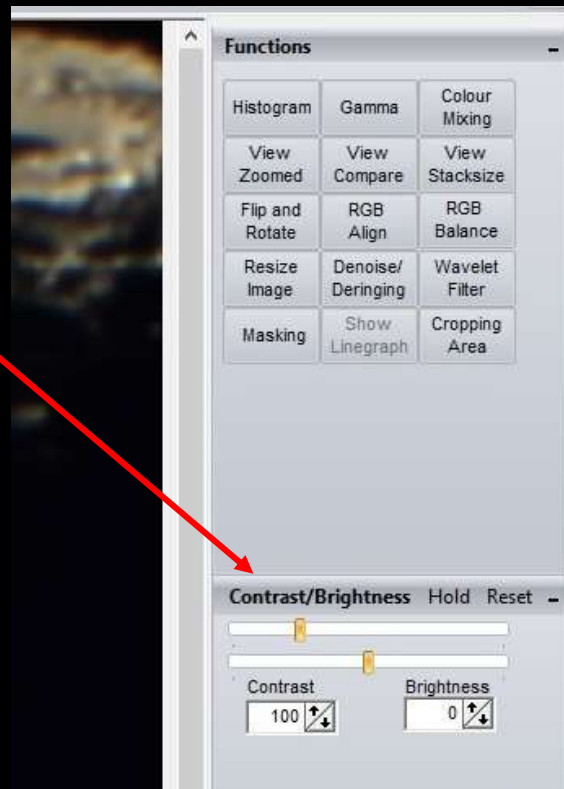 Functions
Histogram Gamma Colour Mixing
View Zoomed View Compare View Stacksize
Flip and Rotate RGB Align RGB Balance
Resize Image Denoise/ Deringing Wavelet Filter
Masking Show Linegraph Cropping Area
Contrast/Brightness Hold Reset
Contrast Brightness
100 0